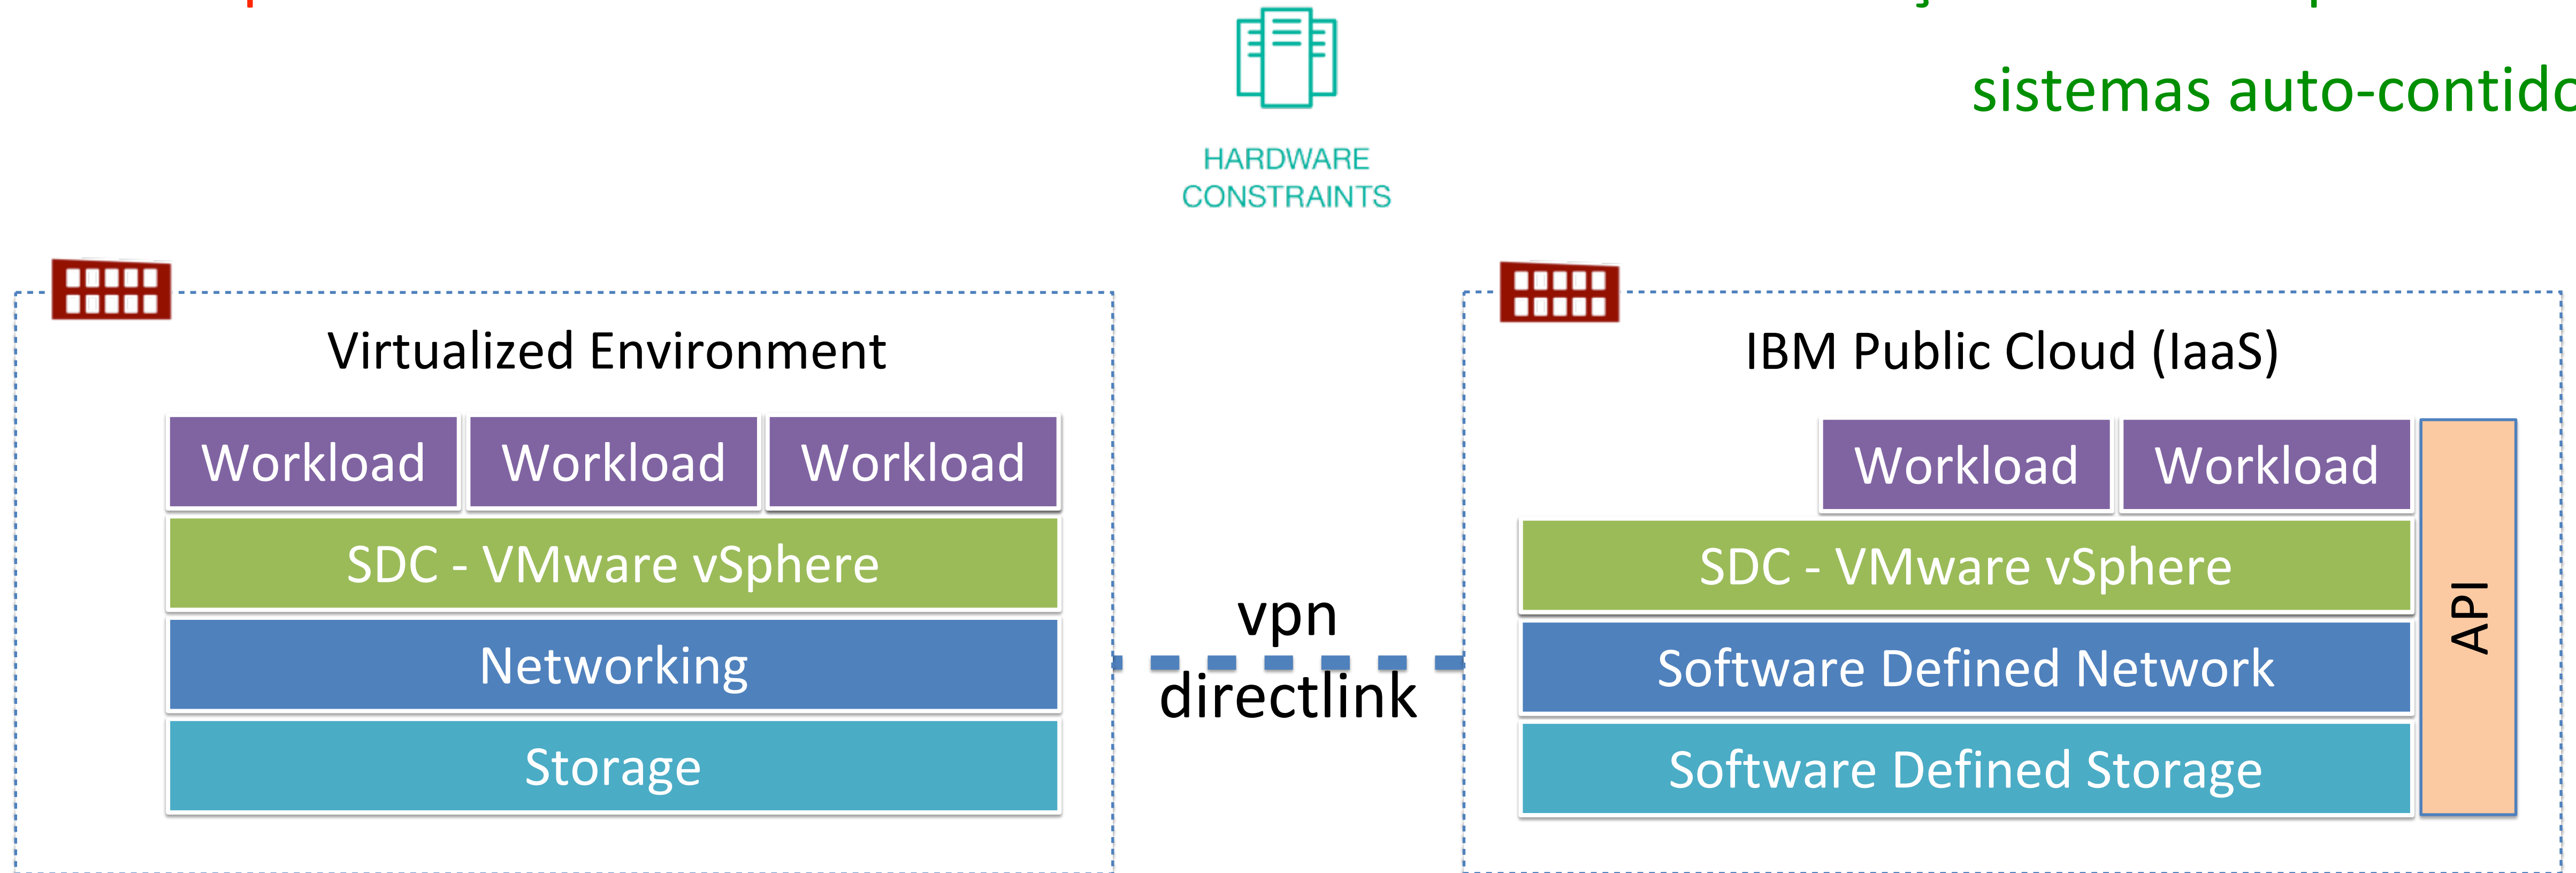 sistemas auto-contido
HARDWARE
CONSTRAINTS
Virtualized Environment
Workload Workload Workload
SDC - VMware vSphere
Networking
Storage
vpn
directlink
IBM Public Cloud (IaaS)
Workload Workload
SDC - VMware vSphere
Software Defined Network
Software Defined Storage
API